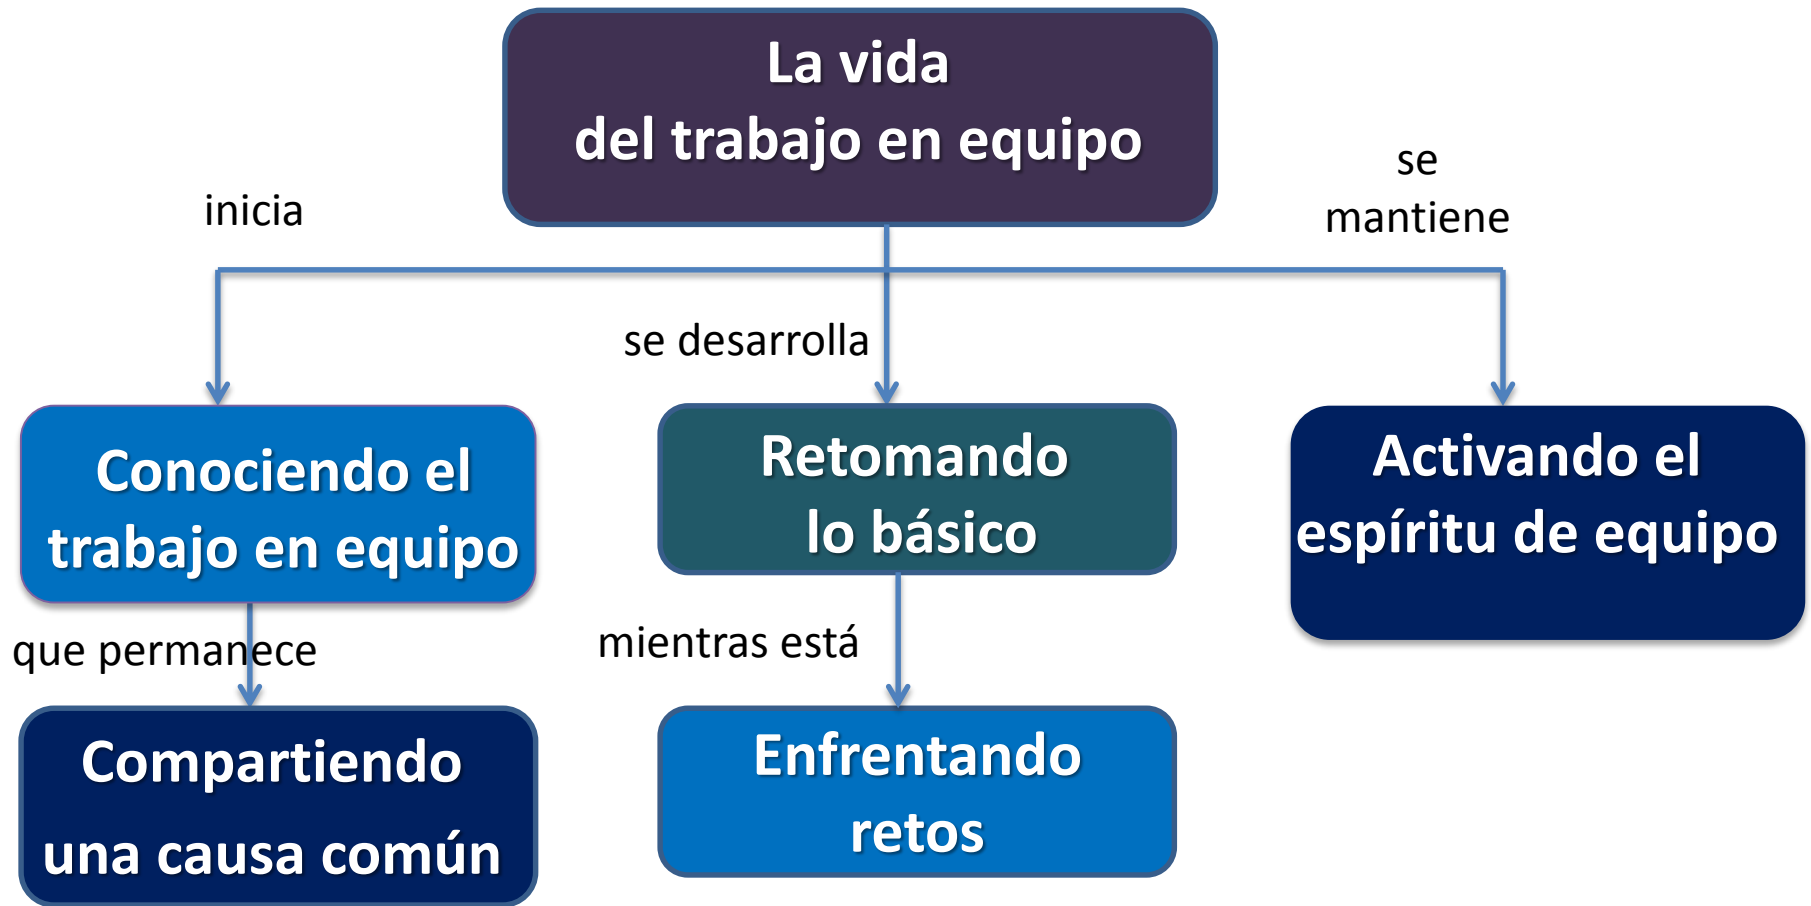 La vida
del trabajo en equipo
inicia
se
mantiene
se desarrolla
Conociendo el
trabajo en equipo
Retomando
lo básico
Activando el
espíritu de equipo
que permanece
mientras está
Compartiendo
una causa común
Enfrentando
retos